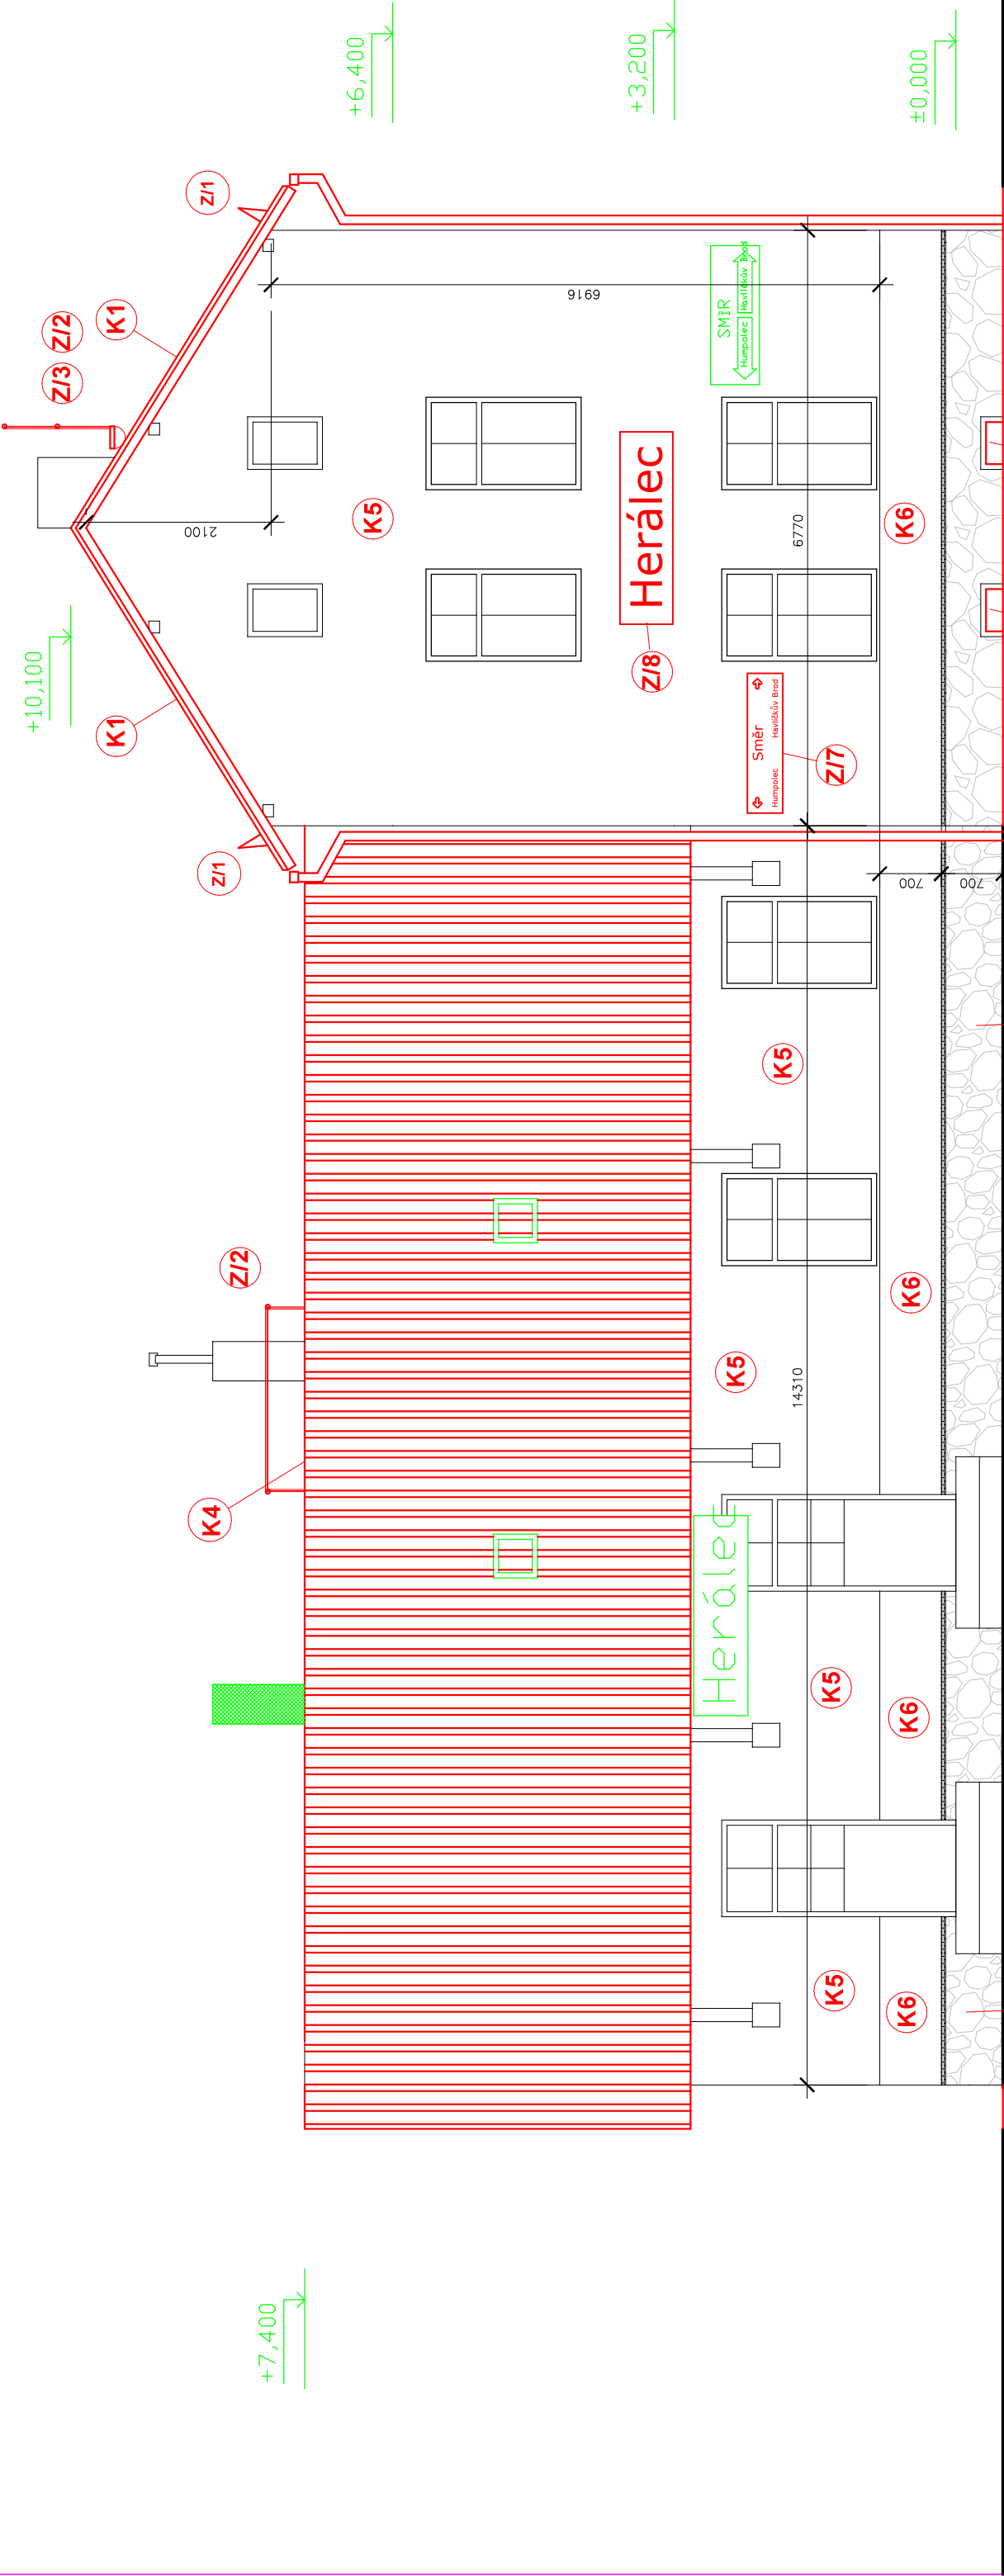 +10,100
Z/3 Z/2
K1
K1
Z/1
Z/1
2100
K4
Z/2
+7,400
+6,400
K5
6916
+3,200
Herálec
Z/8
Herálec
SMĚR
Humpolec Havlíčkův Brod
Směr
Humpolec Havlíčkův Brod
Z/7
K5
K5
14310
6770
K5
K5
K6
K6
K6
K6
700
700
±0,000